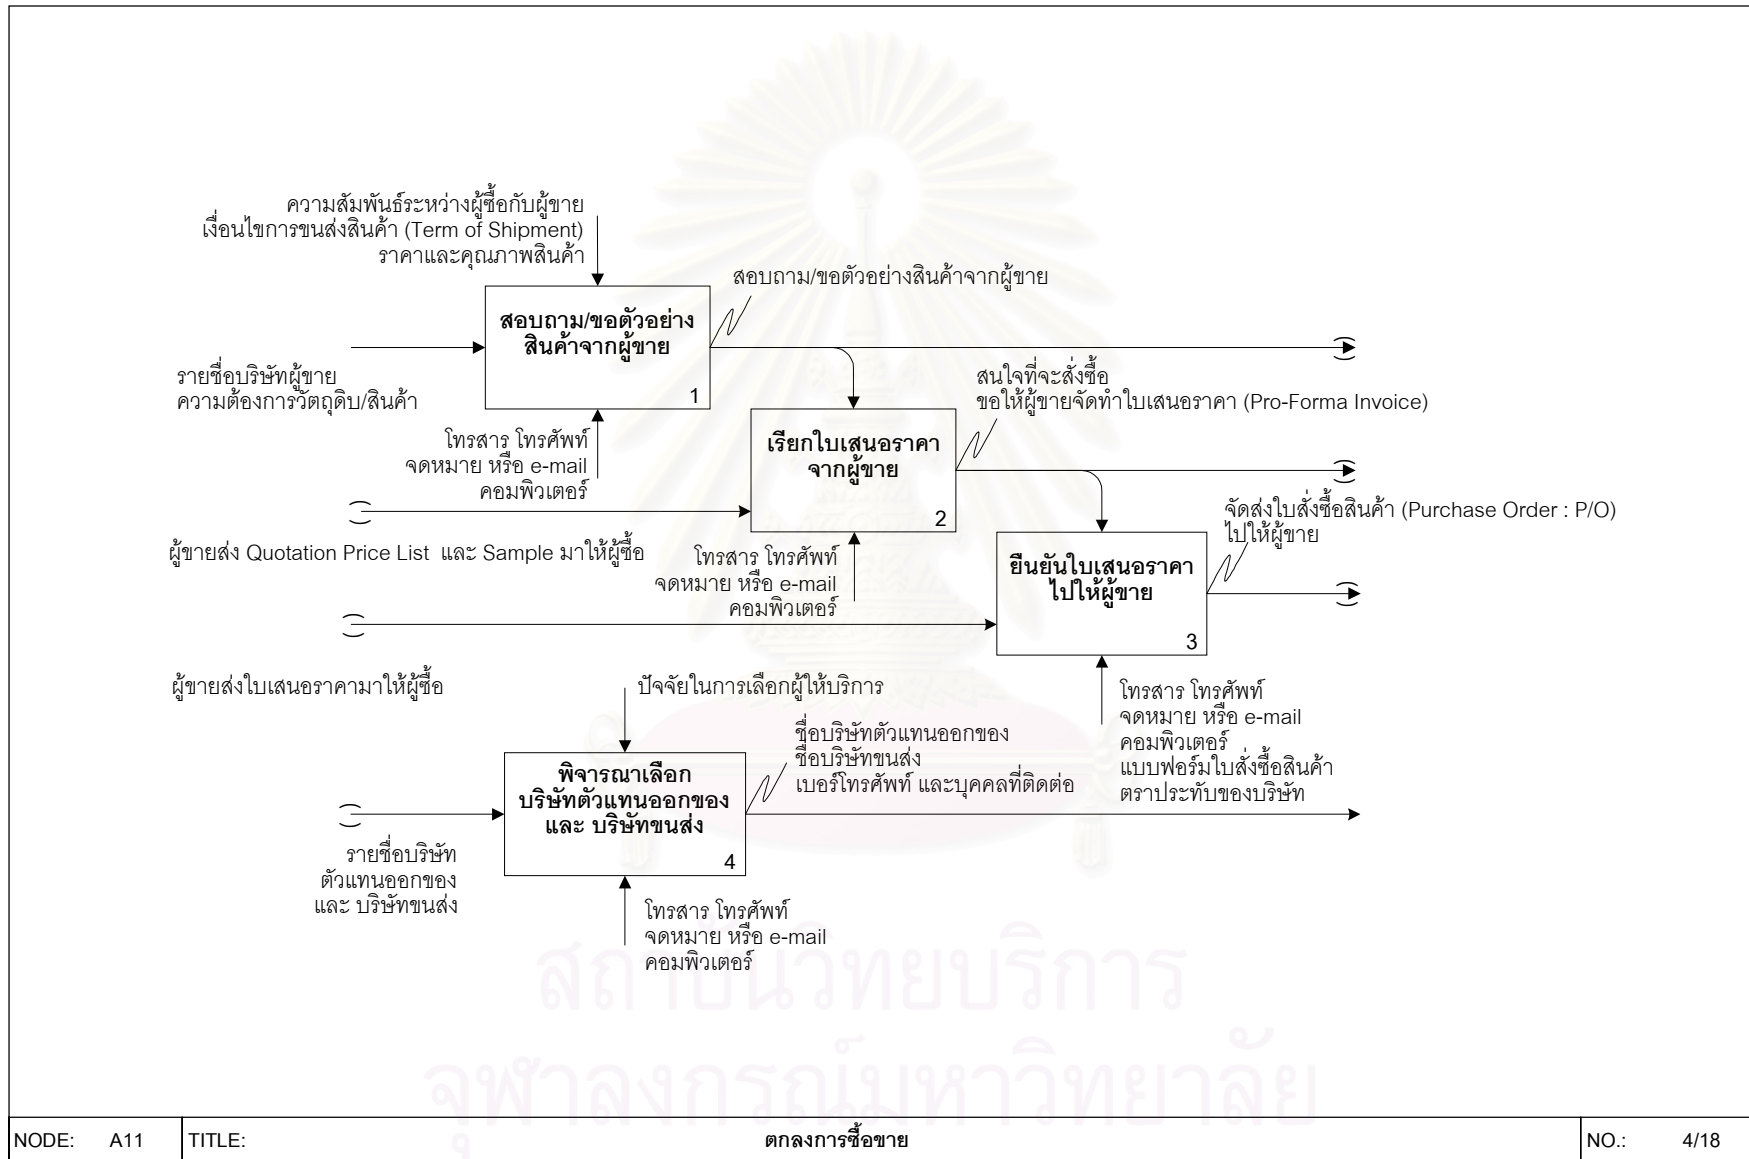 ความสัมพันธ์ระหว่างผู้ซื้อกับผู้ขาย
เงื่อนไขการขนส่งสินค้า (Term of Shipment)
ราคาและคุณภาพสินค้า
สอบถาม/ขอตัวอย่างสินค้าจากผู้ขาย
สอบถาม/ขอตัวอย่าง
สินค้าจากผู้ขาย
1
รายชื่อบริษัทผู้ขาย
ความต้องการวัตถุดิบ/สินค้า
โทรสาร โทรศัพท์
จดหมาย หรือ e-mail
คอมพิวเตอร์
สนใจที่จะสั่งซื้อ
ขอให้ผู้ขายจัดทำใบเสนอราคา (Pro-Forma Invoice)
เรียกใบเสนอราคา
จากผู้ขาย
2
ผู้ขายส่ง Quotation Price List และ Sample มาให้ผู้ซื้อ
โทรสาร โทรศัพท์
จดหมาย หรือ e-mail
คอมพิวเตอร์
จัดส่งใบสั่งซื้อสินค้า (Purchase Order : P/O)
ไปให้ผู้ขาย
ยืนยันใบเสนอราคา
ไปให้ผู้ขาย
3
ผู้ขายส่งใบเสนอราคามาให้ผู้ซื้อ
โทรสาร โทรศัพท์
จดหมาย หรือ e-mail
คอมพิวเตอร์
แบบฟอร์มใบสั่งซื้อสินค้า
ตราประทับของบริษัท
ปัจจัยในการเลือกผู้ให้บริการ
ชื่อบริษัทตัวแทนออกของ
ชื่อบริษัทขนส่ง
เบอร์โทรศัพท์ และบุคคลที่ติดต่อ
พิจารณาเลือก
บริษัทตัวแทนออกของ
และ บริษัทขนส่ง
4
รายชื่อบริษัท
ตัวแทนออกของ
และ บริษัทขนส่ง
โทรสาร โทรศัพท์
จดหมาย หรือ e-mail
คอมพิวเตอร์
สถาบันวิทยบริการ
จุฬาลงกรณ์มหาวิทยาลัย
NODE: A11 TITLE: ตกลงการซื้อขาย NO.: 4/18